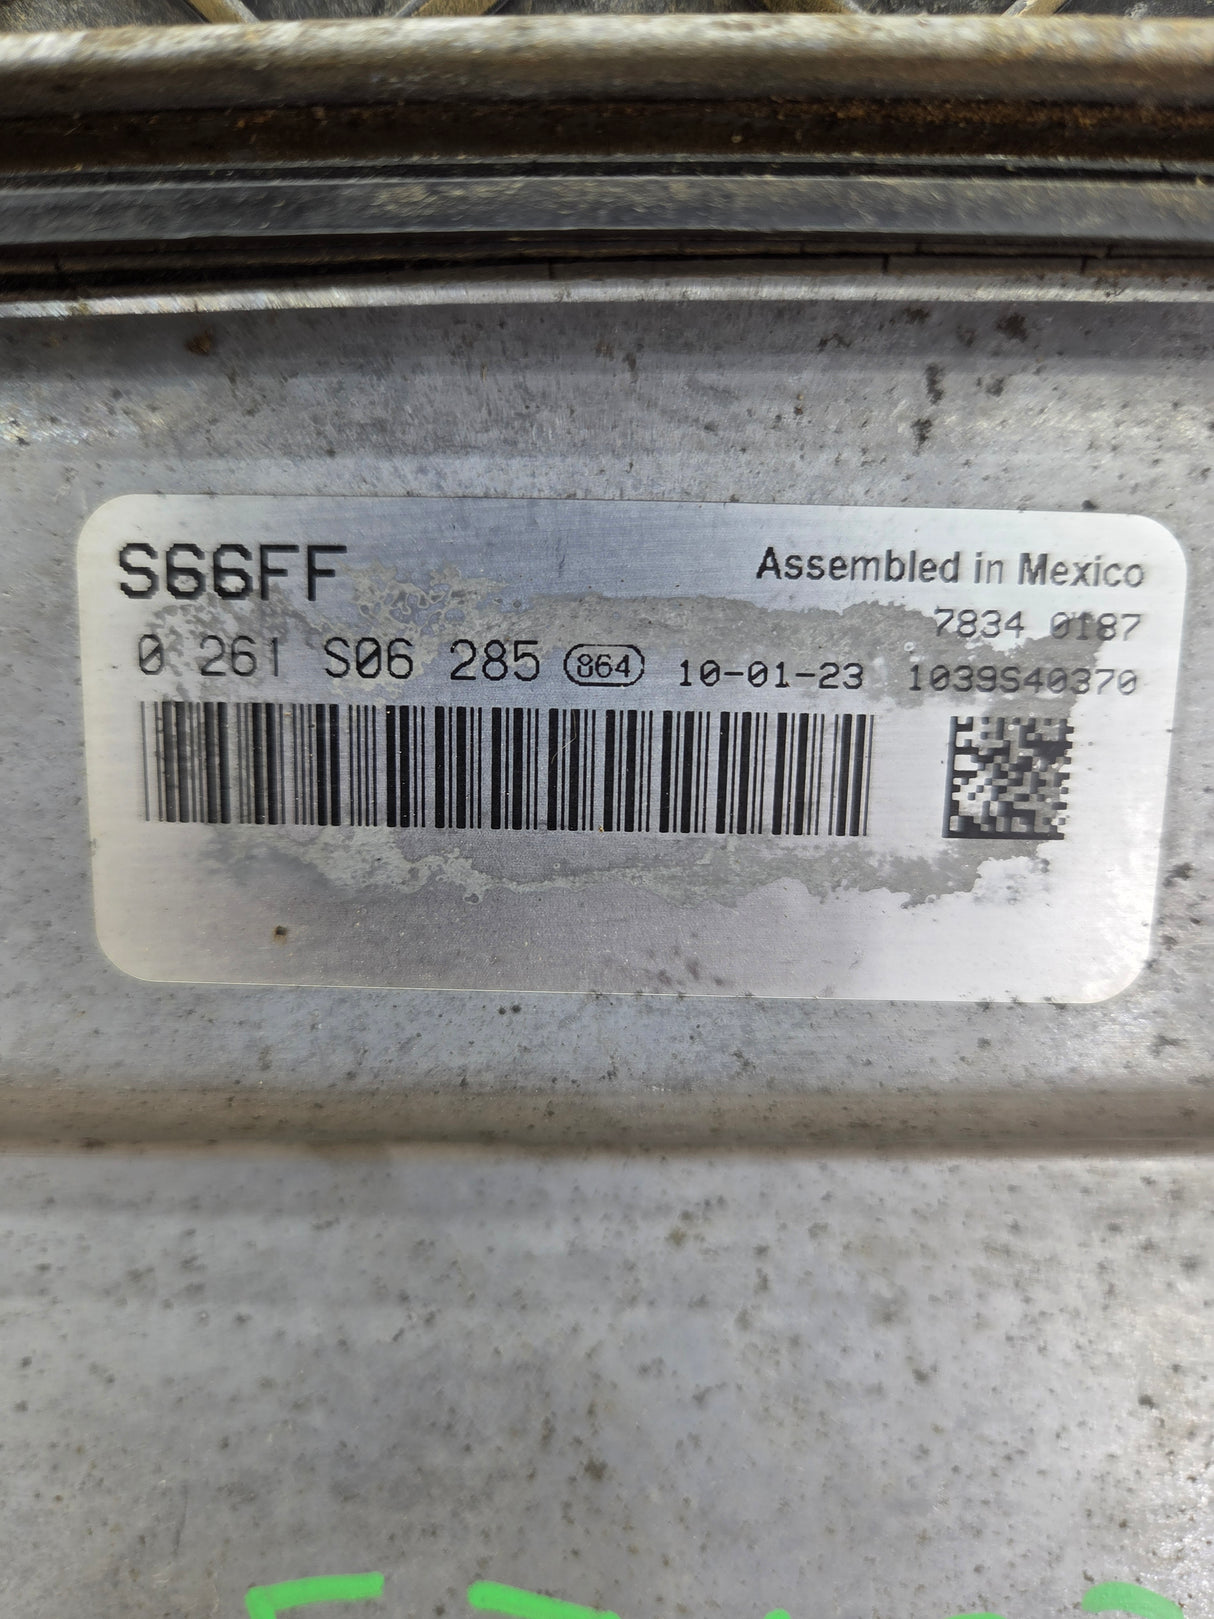 S66FF
Assembled in Mexico
7834 0187
0 261 S06 285 864 10-01-23 1039S40370